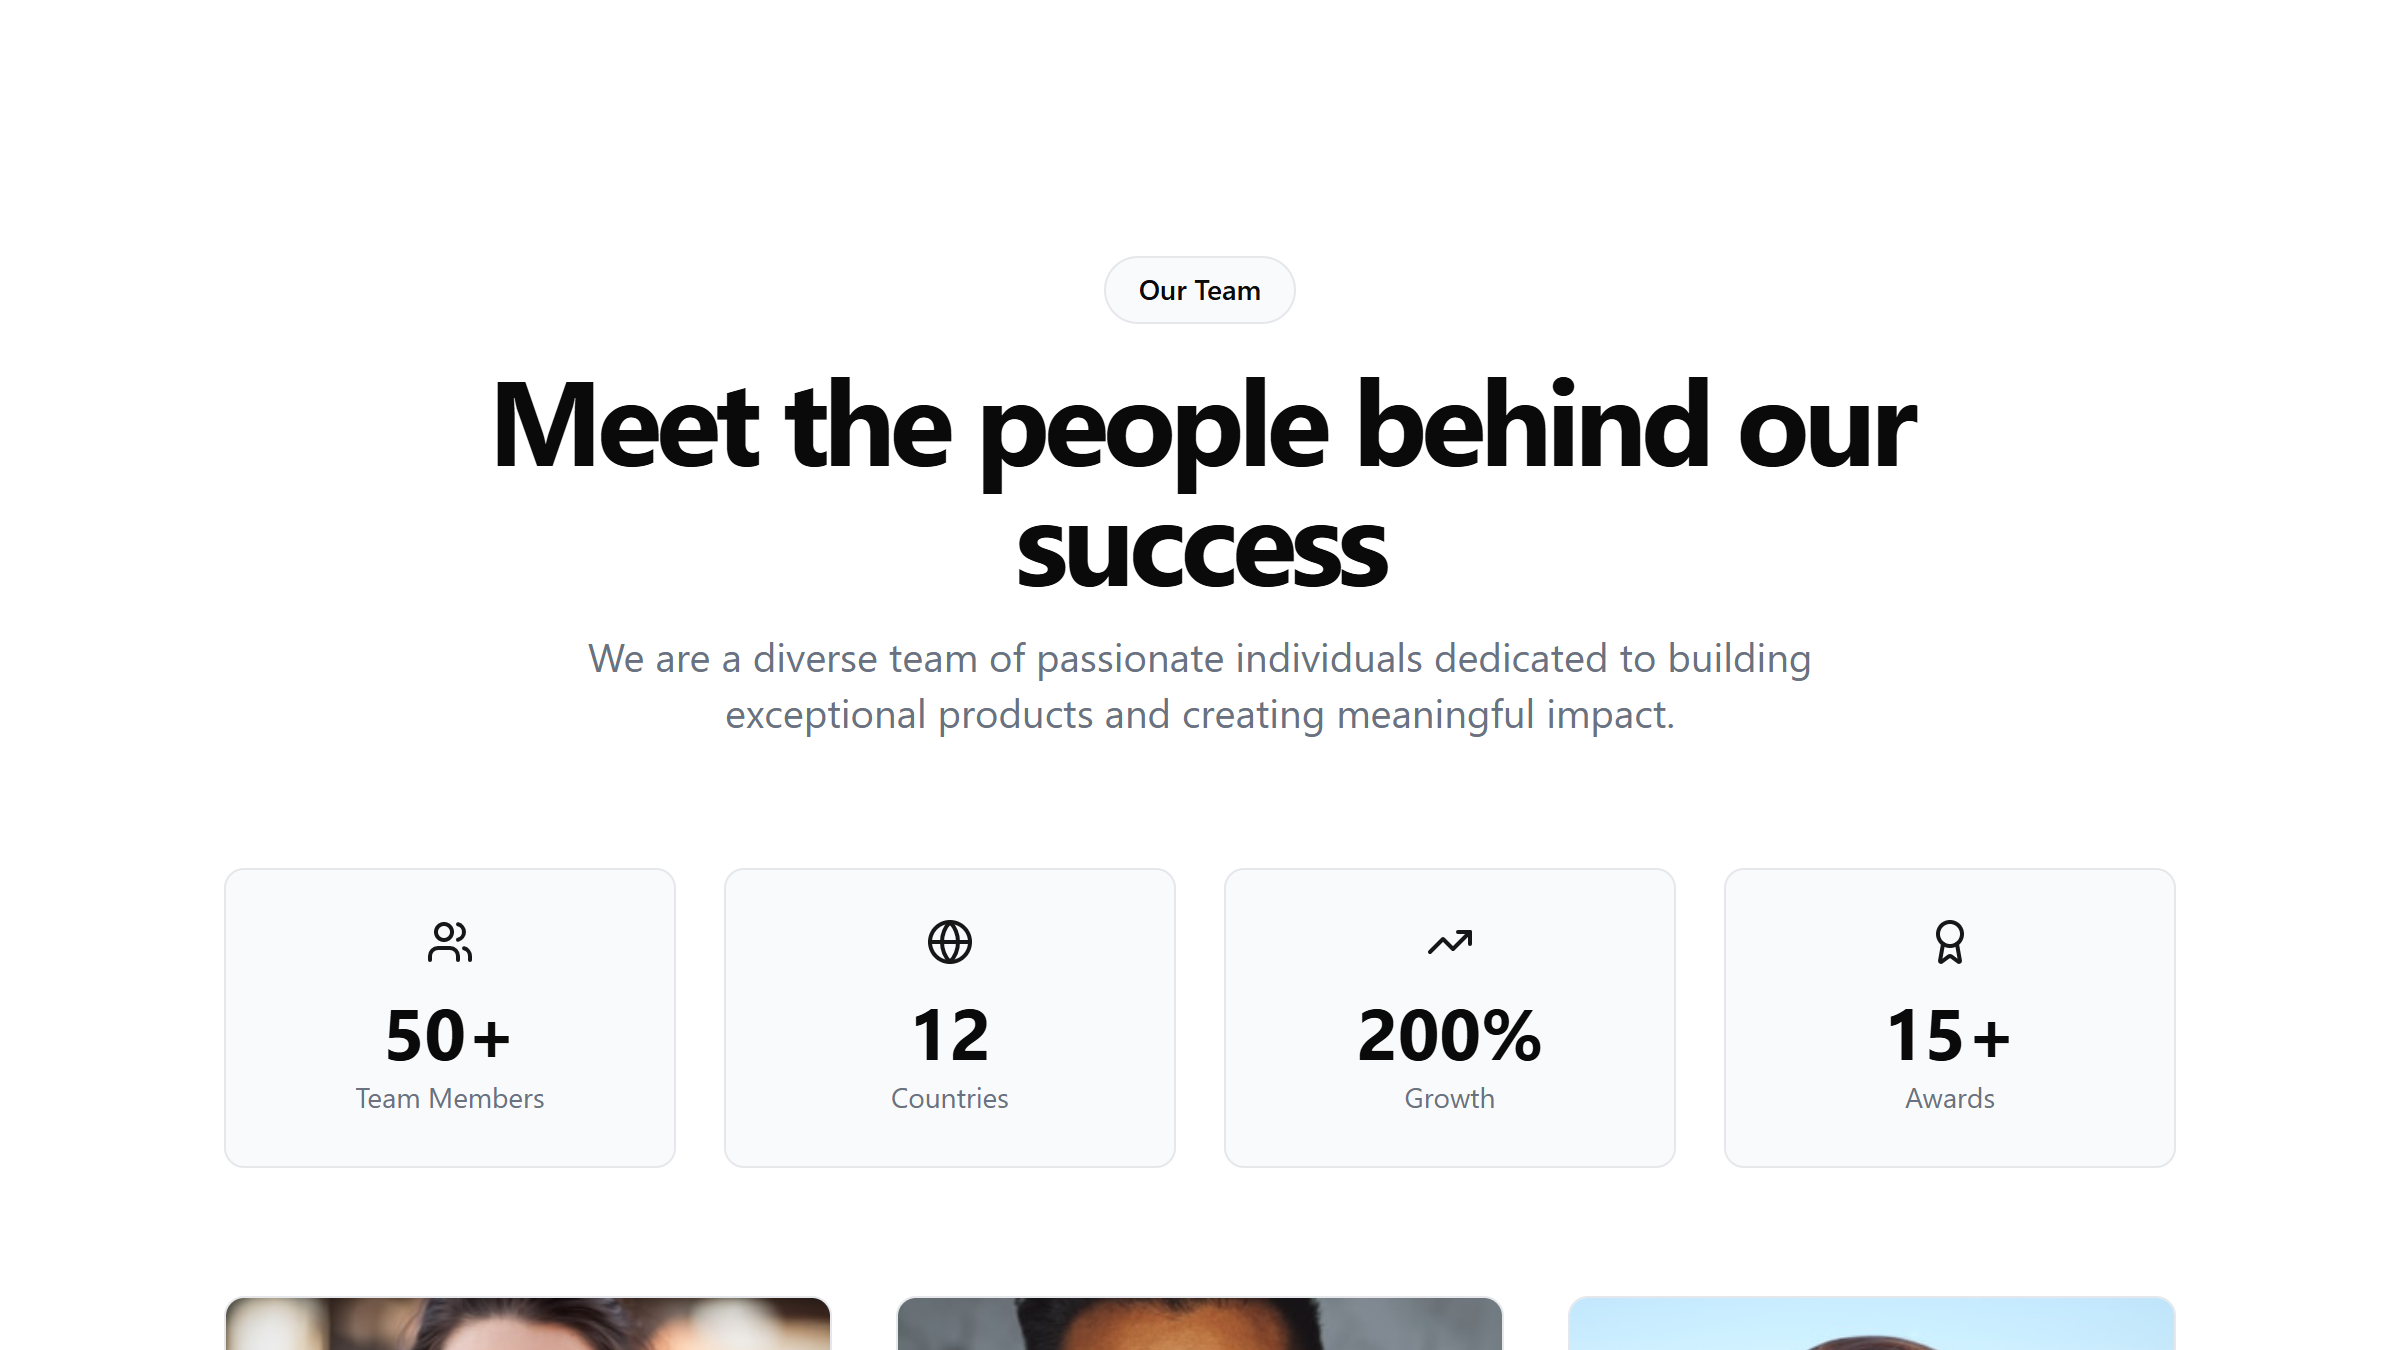 Our Team
Meet the people behind our
success
We are a diverse team of passionate individuals dedicated to building
exceptional products and creating meaningful impact.
50+
Team Members
12
Countries
200%
Growth
15+
Awards